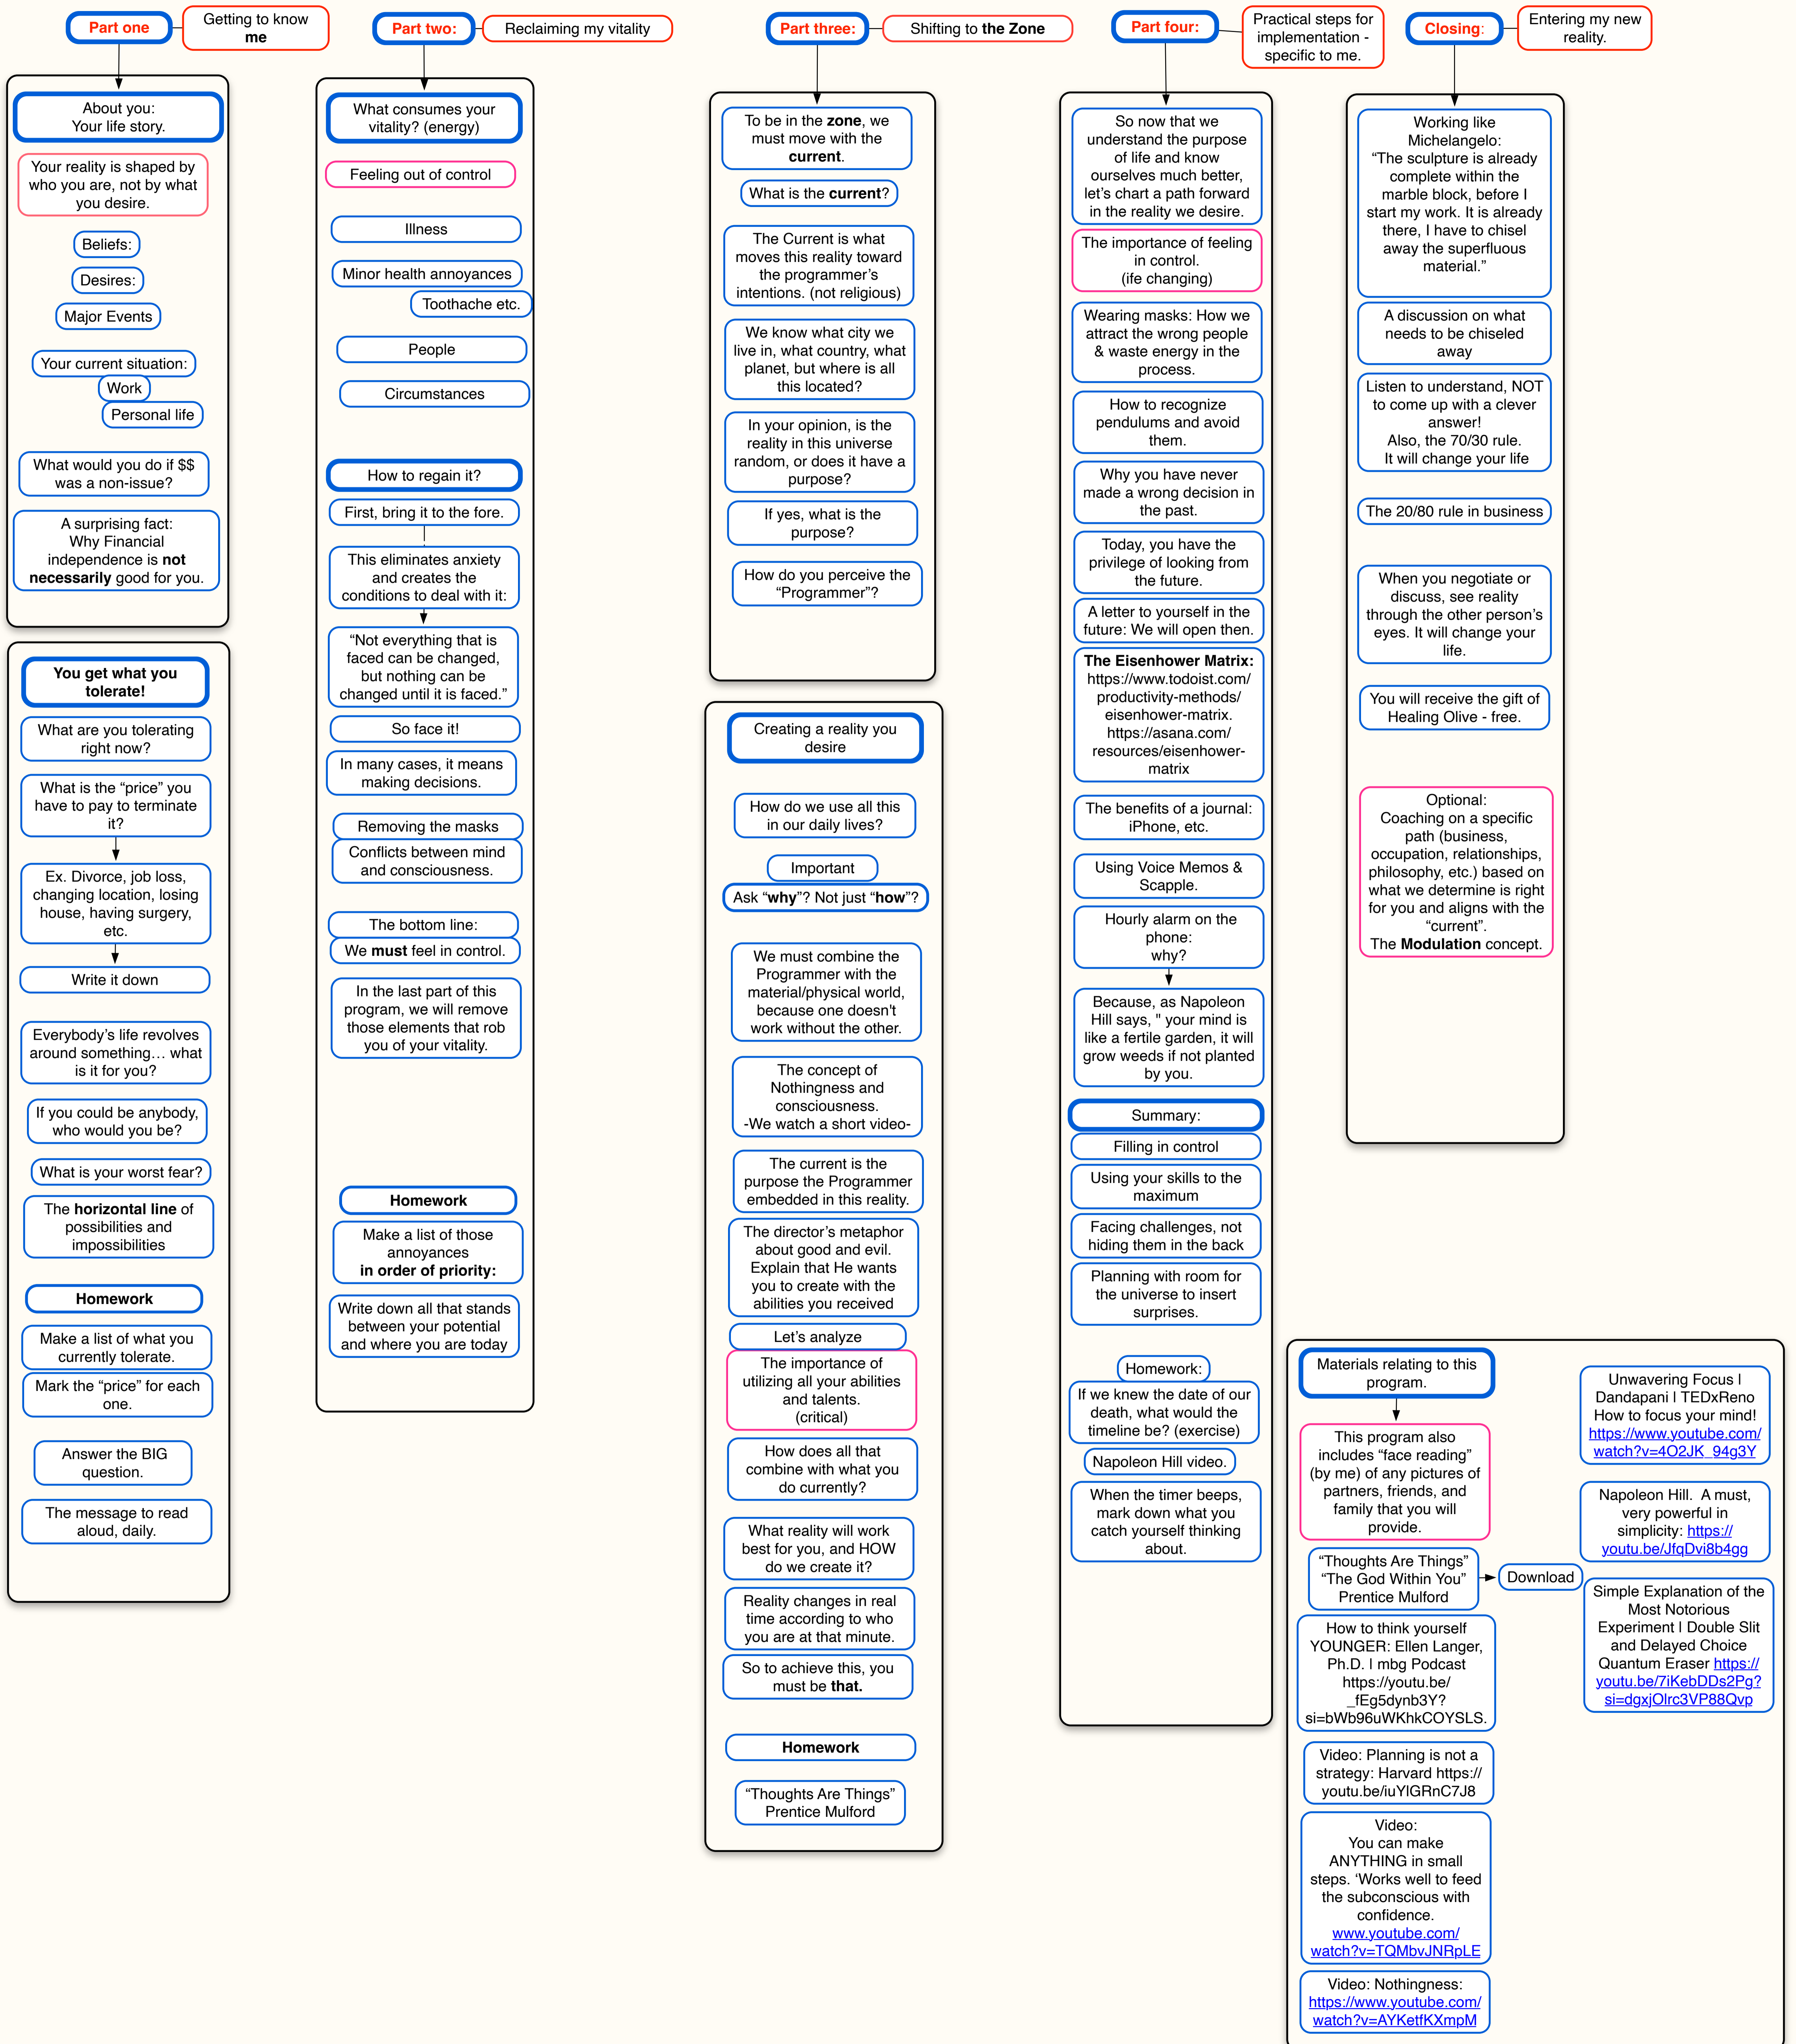 Part one
Getting to know
me
About you:
Your life story.
Your reality is shaped by
who you are, not by what
you desire.
Beliefs:
Desires:
Major Events
Your current situation:
Work
Personal life
What would you do if $$
was a non-issue?
A surprising fact:
Why Financial
independence is not
necessarily good for you.
You get what you
tolerate!
What are you tolerating
right now?
What is the “price” you
have to pay to terminate
it?
Ex. Divorce, job loss,
changing location, losing
house, having surgery,
etc.
Write it down
Everybody’s life revolves
around something… what
is it for you?
If you could be anybody,
who would you be?
What is your worst fear?
The horizontal line of
possibilities and
impossibilities
Homework
Make a list of what you
currently tolerate.
Mark the “price” for each
one.
Answer the BIG
question.
The message to read
aloud, daily.
Part two:
Reclaiming my vitality
What consumes your
vitality? (energy)
Feeling out of control
Illness
Minor health annoyances
Toothache etc.
People
Circumstances
How to regain it?
First, bring it to the fore.
This eliminates anxiety
and creates the
conditions to deal with it:
“Not everything that is
faced can be changed,
but nothing can be
changed until it is faced.”
So face it!
In many cases, it means
making decisions.
Removing the masks
Conflicts between mind
and consciousness.
The bottom line:
We must feel in control.
In the last part of this
program, we will remove
those elements that rob
you of your vitality.
Homework
Make a list of those
annoyances
in order of priority:
Write down all that stands
between your potential
and where you are today
Part three:
Shifting to the Zone
To be in the zone, we
must move with the
current.
What is the current?
The Current is what
moves this reality toward
the programmer’s
intentions. (not religious)
We know what city we
live in, what country, what
planet, but where is all
this located?
In your opinion, is the
reality in this universe
random, or does it have a
purpose?
If yes, what is the
purpose?
How do you perceive the
“Programmer”?
Creating a reality you
desire
How do we use all this
in our daily lives?
Important
Ask “why”? Not just “how”?
We must combine the
Programmer with the
material/physical world,
because one doesn't
work without the other.
The concept of
Nothingness and
consciousness.
-We watch a short video-
The current is the
purpose the Programmer
embedded in this reality.
The director’s metaphor
about good and evil.
Explain that He wants
you to create with the
abilities you received
Let’s analyze
The importance of
utilizing all your abilities
and talents.
(critical)
How does all that
combine with what you
do currently?
What reality will work
best for you, and HOW
do we create it?
Reality changes in real
time according to who
you are at that minute.
So to achieve this, you
must be that.
Homework
“Thoughts Are Things”
Prentice Mulford
Part four:
Practical steps for
implementation -
specific to me.
So now that we
understand the purpose
of life and know
ourselves much better,
let’s chart a path forward
in the reality we desire.
The importance of feeling
in control.
(ife changing)
Wearing masks: How we
attract the wrong people
& waste energy in the
process.
How to recognize
pendulums and avoid
them.
Why you have never
made a wrong decision in
the past.
Today, you have the
privilege of looking from
the future.
A letter to yourself in the
future: We will open then.
The Eisenhower Matrix:
https://www.todoist.com/
productivity-methods/
eisenhower-matrix.
https://asana.com/
resources/eisenhower-
matrix
The benefits of a journal:
iPhone, etc.
Using Voice Memos &
Scapple.
Hourly alarm on the
phone:
why?
Because, as Napoleon
Hill says, " your mind is
like a fertile garden, it will
grow weeds if not planted
by you.
Summary:
Filling in control
Using your skills to the
maximum
Facing challenges, not
hiding them in the back
Planning with room for
the universe to insert
surprises.
Homework:
If we knew the date of our
death, what would the
timeline be? (exercise)
Napoleon Hill video.
When the timer beeps,
mark down what you
catch yourself thinking
about.
Closing:
Entering my new
reality.
Working like
Michelangelo:
“The sculpture is already
complete within the
marble block, before I
start my work. It is already
there, I have to chisel
away the superfluous
material.”
A discussion on what
needs to be chiseled
away
Listen to understand, NOT
to come up with a clever
answer!
Also, the 70/30 rule.
It will change your life
The 20/80 rule in business
When you negotiate or
discuss, see reality
through the other person’s
eyes. It will change your
life.
You will receive the gift of
Healing Olive - free.
Optional:
Coaching on a specific
path (business,
occupation, relationships,
philosophy, etc.) based on
what we determine is right
for you and aligns with the
“current”.
The Modulation concept.
Materials relating to this
program.
This program also
includes “face reading”
(by me) of any pictures of
partners, friends, and
family that you will
provide.
“Thoughts Are Things”
“The God Within You”
Prentice Mulford
Download
How to think yourself
YOUNGER: Ellen Langer,
Ph.D. | mbg Podcast
https://youtu.be/
_fEg5dynb3Y?
si=bWb96uWKhkCOYSLS.
Video: Planning is not a
strategy: Harvard https://
youtu.be/iuYlGRnC7J8
Video:
You can make
ANYTHING in small
steps. ‘Works well to feed
the subconscious with
confidence.
www.youtube.com/
watch?v=TQMbvJNRpLE
Video: Nothingness:
https://www.youtube.com/
watch?v=AYKetfKXmpM
Unwavering Focus |
Dandapani | TEDxReno
How to focus your mind!
https://www.youtube.com/
watch?v=4O2JK_94g3Y
Napoleon Hill.  A must,
very powerful in
simplicity: https://
youtu.be/JfqDvi8b4gg
Simple Explanation of the
Most Notorious
Experiment | Double Slit
and Delayed Choice
Quantum Eraser https://
youtu.be/7iKebDDs2Pg?
si=dgxjOlrc3VP88Qvp